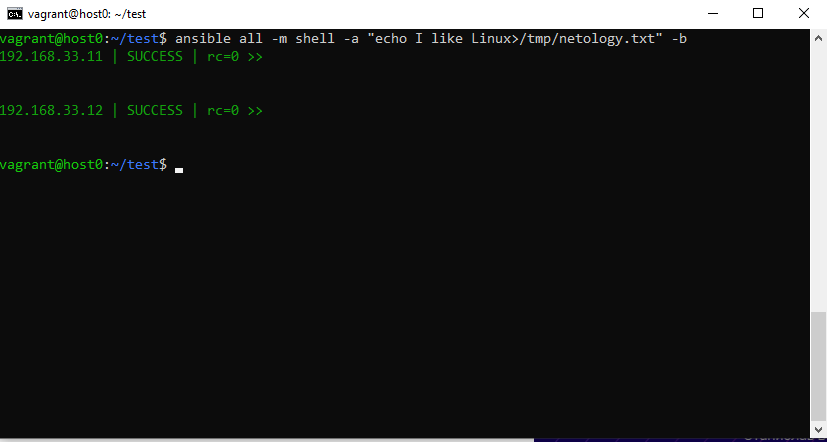 vagrant@host0: ~/test
vagrant@host0:~/test$ ansible all -m shell -a "echo I like Linux>/tmp/netology.txt" -b
192.168.33.11 | SUCCESS | rc=0 >>
192.168.33.12 | SUCCESS | rc=0 >>
vagrant@host0:~/test$